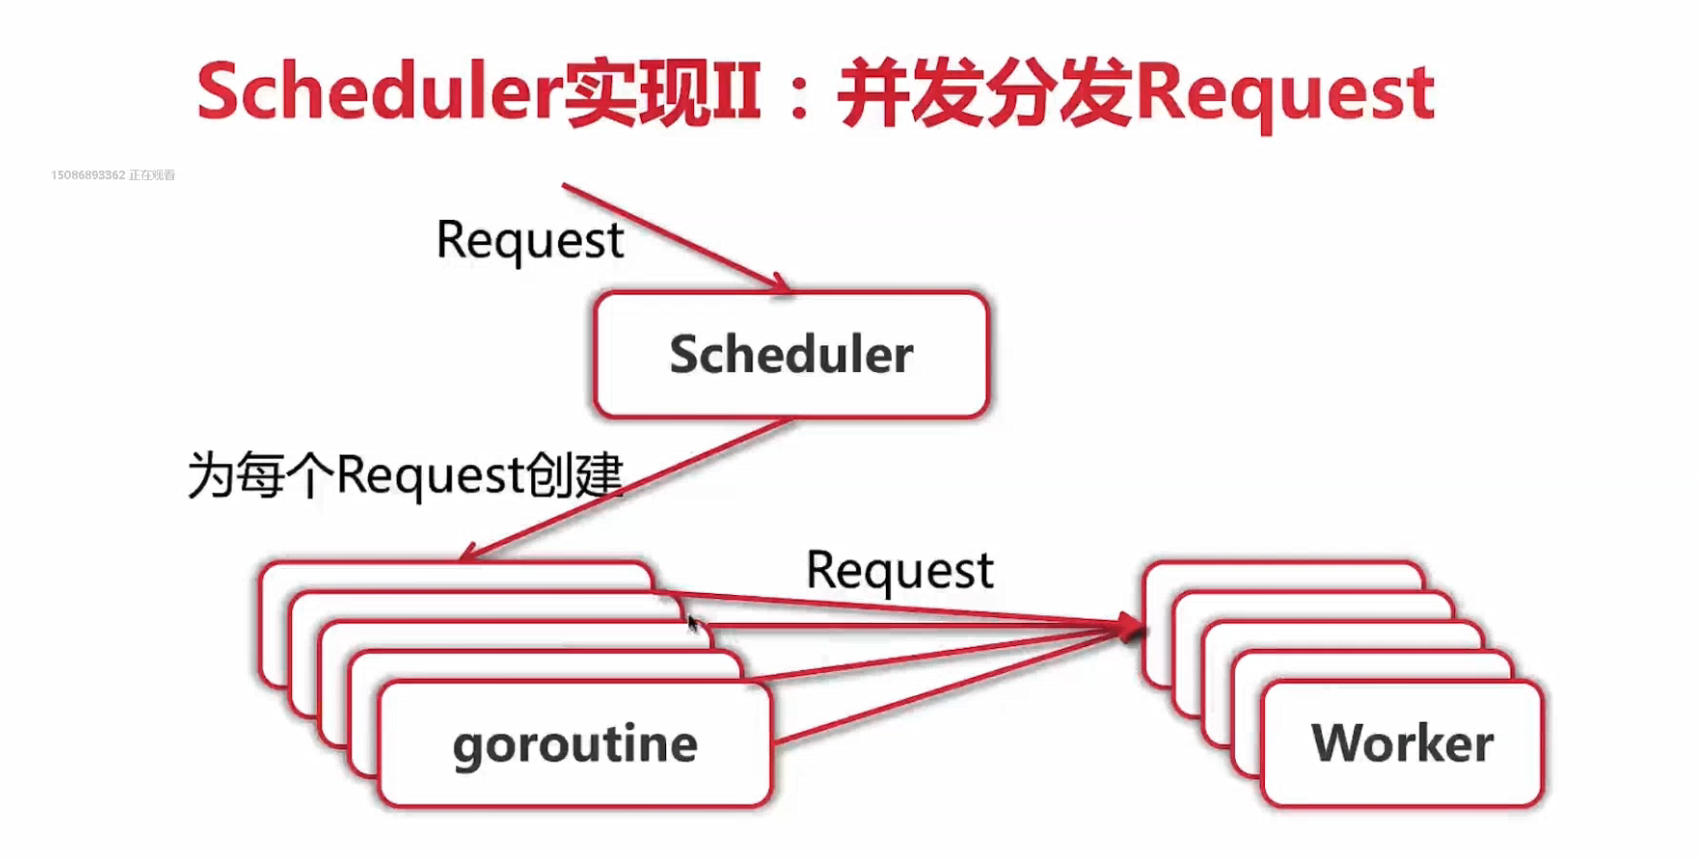 Scheduler实现II：并发分发Request
15086893362 正在观看
Request
Scheduler
为每个Request创建
Request
goroutine
Worker